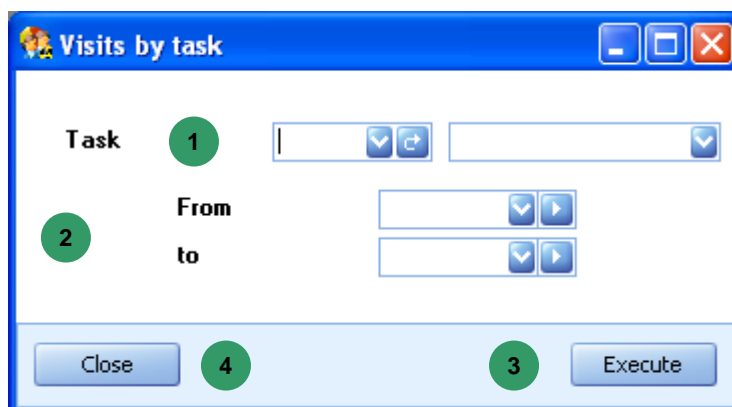 Visits by task
Task 1
From
2
to
Close 4 3 Execute